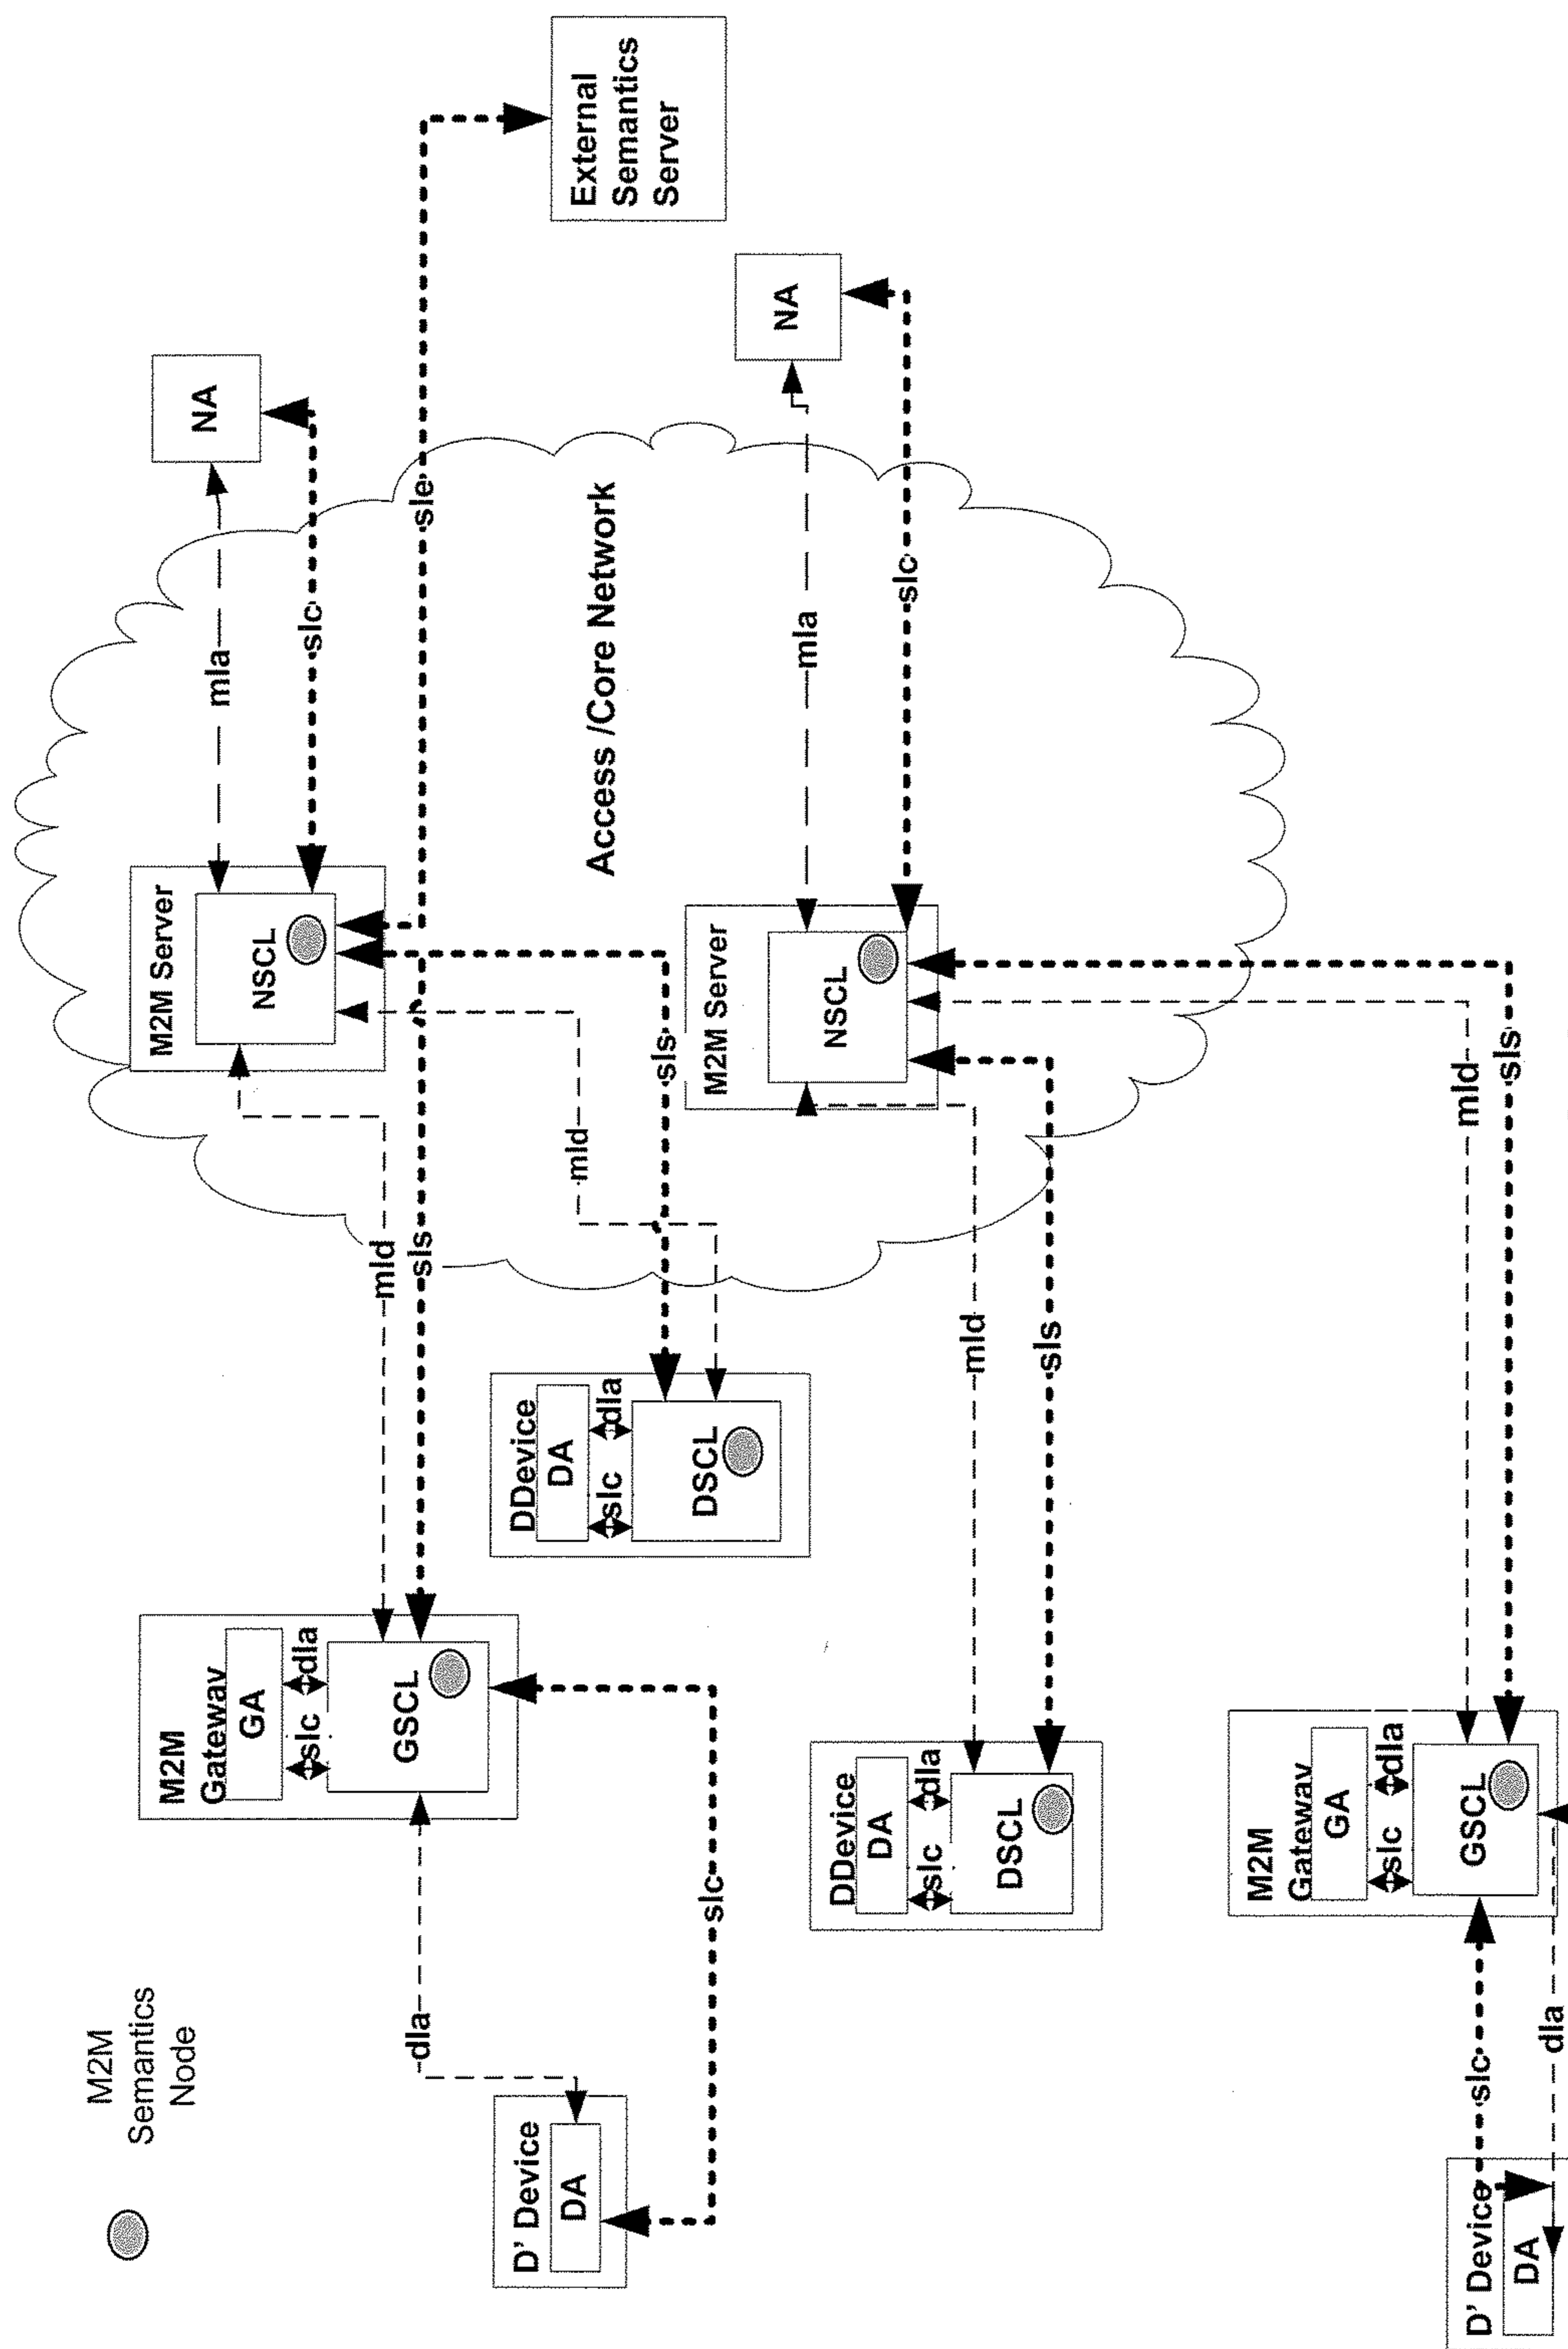 M2M
Semantics
Node
M2M Server
NSCL
mla
NA
slc
M2M
Gateway
GA
slc
dla
GSCL
mld
sls
sle
dla
D' Device
DA
slc
DDevice
DA
slc
dla
DSCL
mld
sls
External
Semantics
Server
Access /Core Network
M2M Server
NSCL
mla
NA
slc
DDevice
DA
slc
dla
DSCL
mld
sls
M2M
Gateway
GA
slc
dla
GSCL
mld
sls
D' Device
DA
slc
dla